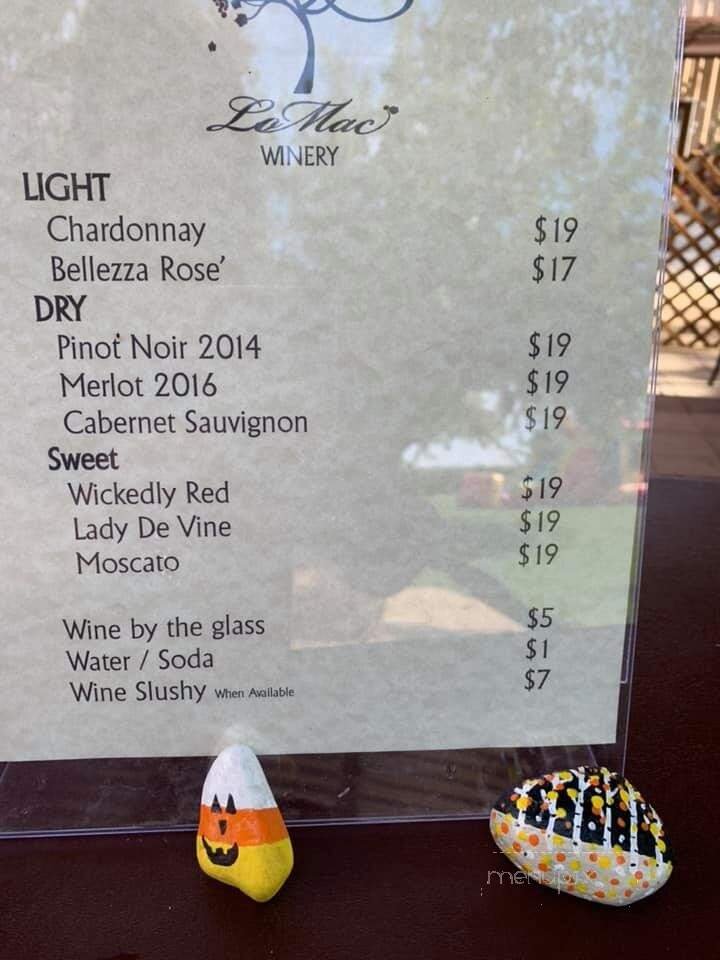 LuMac
WINERY
LIGHT
Chardonnay $19
Bellezza Rose' $17
DRY
Pinot Noir 2014 $19
Merlot 2016 $19
Cabernet Sauvignon $19
Sweet
Wickedly Red $19
Lady De Vine $19
Moscato $19
Wine by the glass $5
Water / Soda $1
Wine Slushy When Available $7